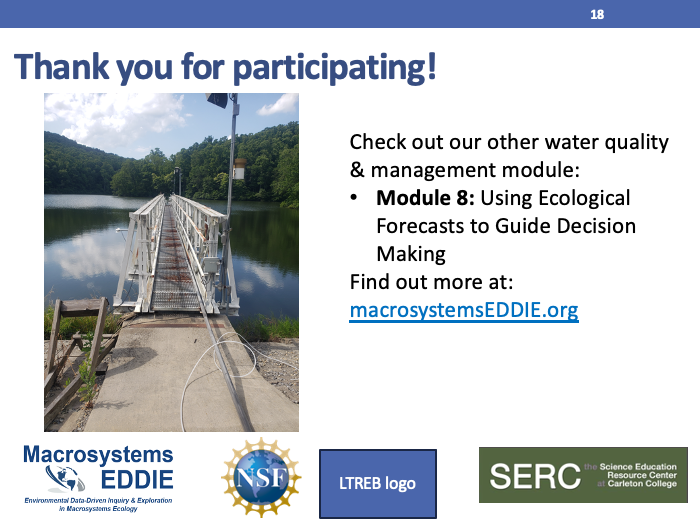 18
Thank you for participating!
Check out our other water quality
& management module:
• Module 8: Using Ecological
Forecasts to Guide Decision
Making
Find out more at:
macrosystemsEDDIE.org
Macrosystems
EDDIE
Environmental Data-Driven Inquiry & Exploration
in Macrosystems Ecology
NSF
LTREB logo
SERC
the Science Education
Resource Center
at Carleton College